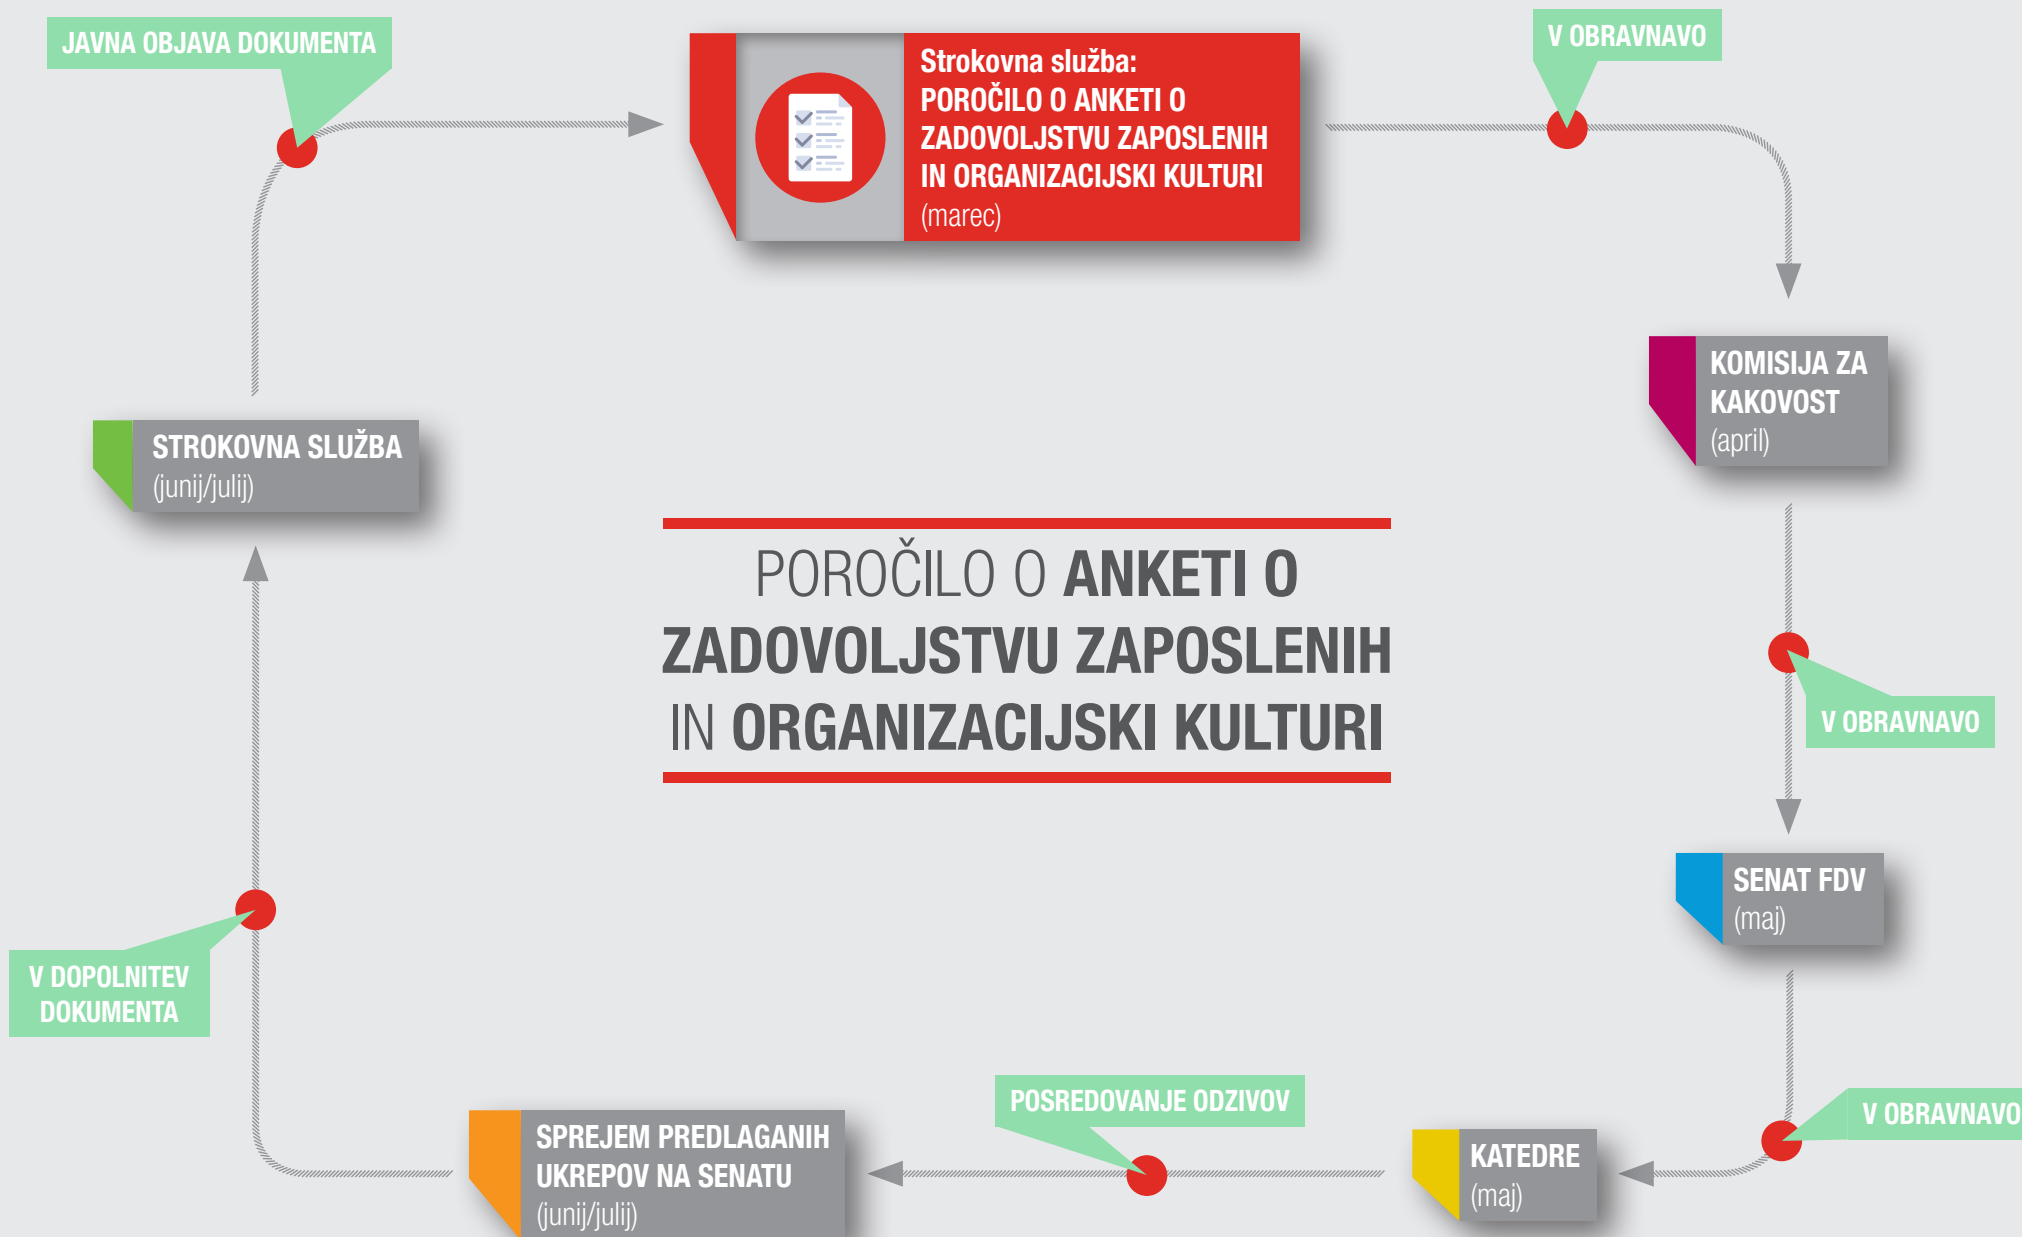 JAVNA OBJAVA DOKUMENTA
Strokovna služba:
POROČILO O ANKETI O
ZADOVOLJSTVU ZAPOSLENIH
IN ORGANIZACIJSKI KULTURI
(marec)
V OBRAVNAVO
KOMISIJA ZA
KAKOVOST
(april)
STROKOVNA SLUŽBA
(junij/julij)
POROČILO O ANKETI O
ZADOVOLJSTVU ZAPOSLENIH
IN ORGANIZACIJSKI KULTURI
V OBRAVNAVO
SENAT FDV
(maj)
V DOPOLNITEV
DOKUMENTA
POSREDOVANJE ODZIVOV
V OBRAVNAVO
SPREJEM PREDLAGANIH
UKREPOV NA SENATU
(junij/julij)
KATEDRE
(maj)